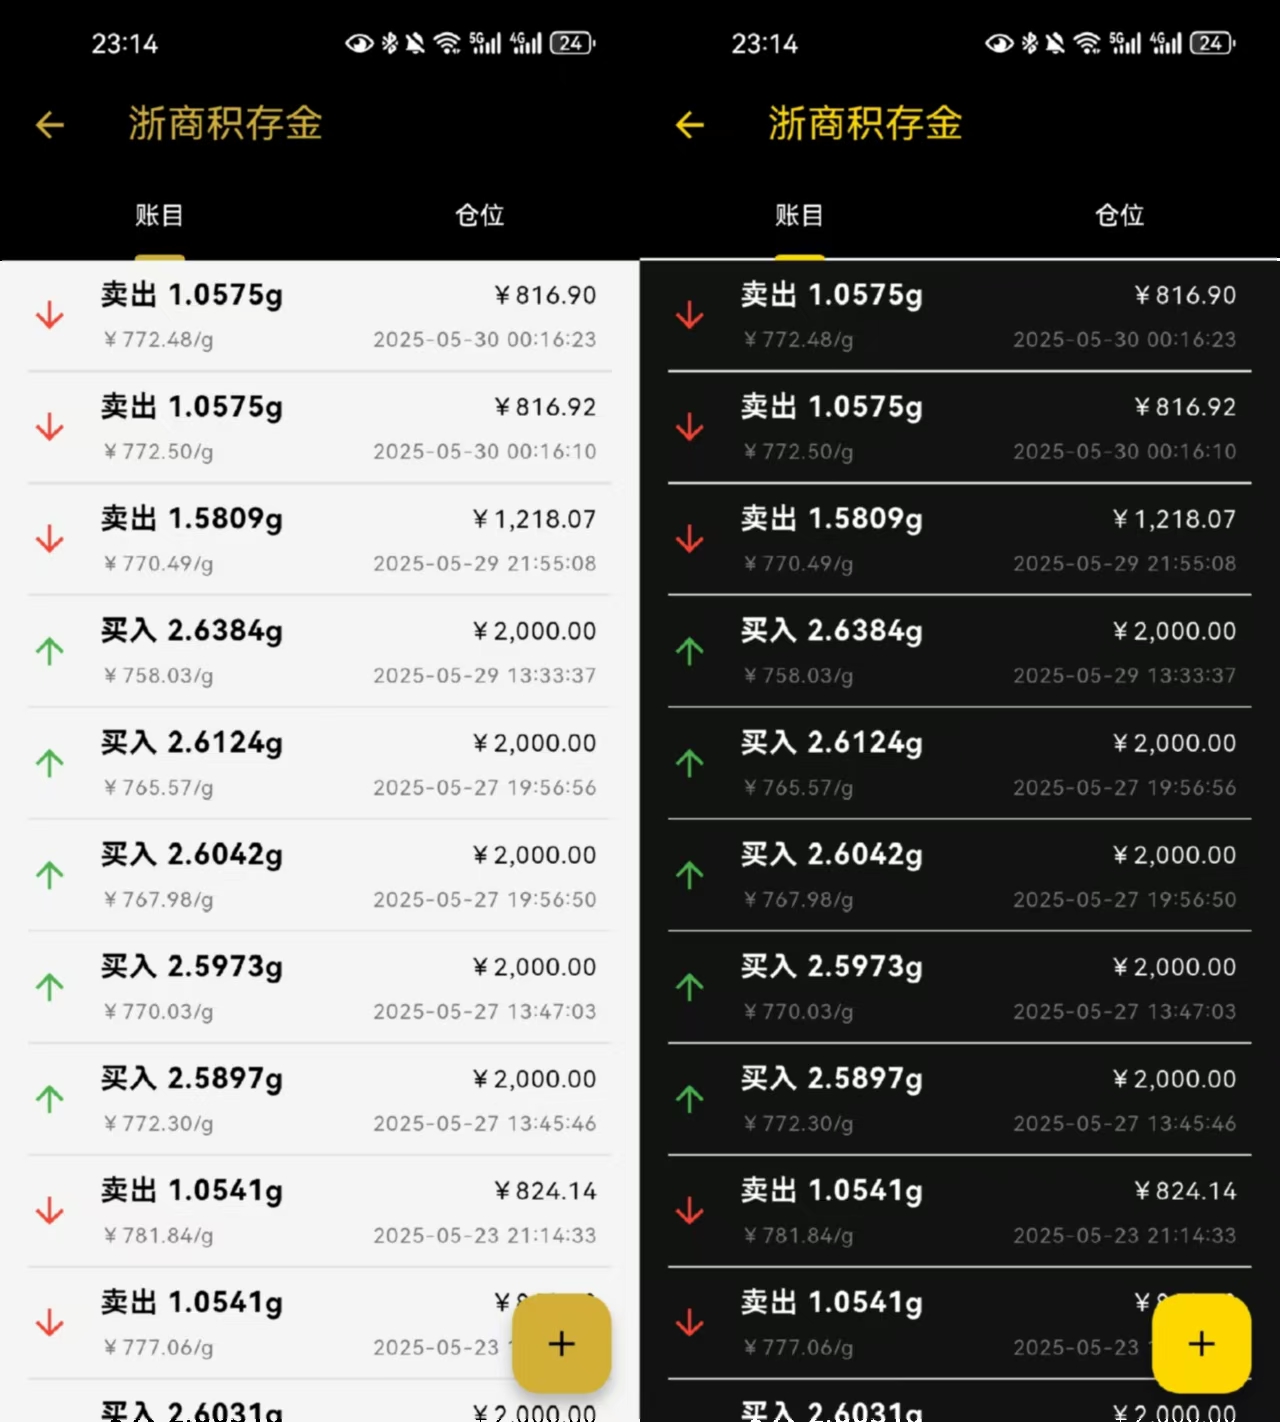 23:14 5G 4G 24
浙商积存金
账目 仓位
卖出 1.0575g ¥816.90
¥772.48/g 2025-05-30 00:16:23
卖出 1.0575g ¥816.92
¥772.50/g 2025-05-30 00:16:10
卖出 1.5809g ¥1,218.07
¥770.49/g 2025-05-29 21:55:08
买入 2.6384g ¥2,000.00
¥758.03/g 2025-05-29 13:33:37
买入 2.6124g ¥2,000.00
¥765.57/g 2025-05-27 19:56:56
买入 2.6042g ¥2,000.00
¥767.98/g 2025-05-27 19:56:50
买入 2.5973g ¥2,000.00
¥770.03/g 2025-05-27 13:47:03
买入 2.5897g ¥2,000.00
¥772.30/g 2025-05-27 13:45:46
卖出 1.0541g ¥824.14
¥781.84/g 2025-05-23 21:14:33
卖出 1.0541g ¥
¥777.06/g 2025-05-23
买入 2.6031g ¥2,000.00
23:14 5G 4G 24
浙商积存金
账目 仓位
卖出 1.0575g ¥816.90
¥772.48/g 2025-05-30 00:16:23
卖出 1.0575g ¥816.92
¥772.50/g 2025-05-30 00:16:10
卖出 1.5809g ¥1,218.07
¥770.49/g 2025-05-29 21:55:08
买入 2.6384g ¥2,000.00
¥758.03/g 2025-05-29 13:33:37
买入 2.6124g ¥2,000.00
¥765.57/g 2025-05-27 19:56:56
买入 2.6042g ¥2,000.00
¥767.98/g 2025-05-27 19:56:50
买入 2.5973g ¥2,000.00
¥770.03/g 2025-05-27 13:47:03
买入 2.5897g ¥2,000.00
¥772.30/g 2025-05-27 13:45:46
卖出 1.0541g ¥824.14
¥781.84/g 2025-05-23 21:14:33
卖出 1.0541g ¥
¥777.06/g 2025-05-23
买入 2.6031g ¥2,000.00